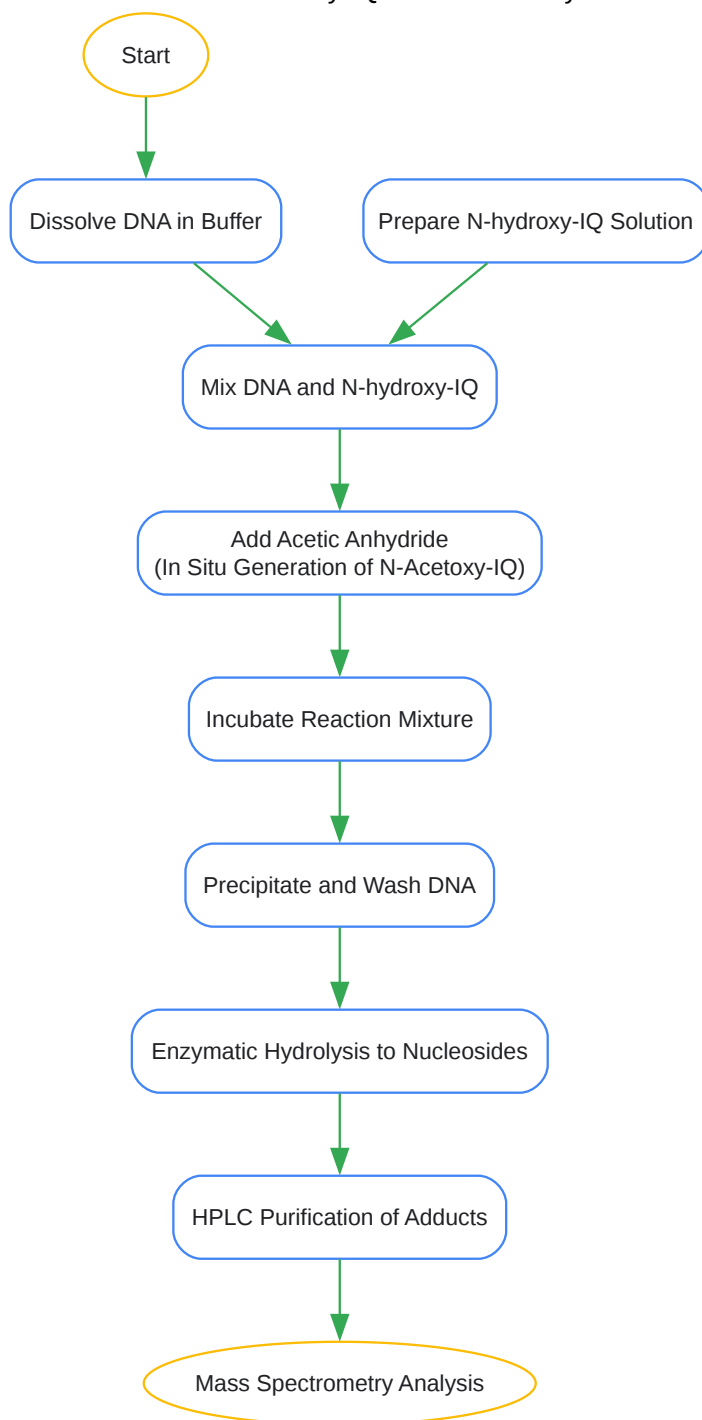 Start
Dissolve DNA in Buffer
Prepare N-hydroxy-IQ Solution
Mix DNA and N-hydroxy-IQ
Add Acetic Anhydride
(In Situ Generation of N-Acetoxy-IQ)
Incubate Reaction Mixture
Precipitate and Wash DNA
Enzymatic Hydrolysis to Nucleosides
HPLC Purification of Adducts
Mass Spectrometry Analysis